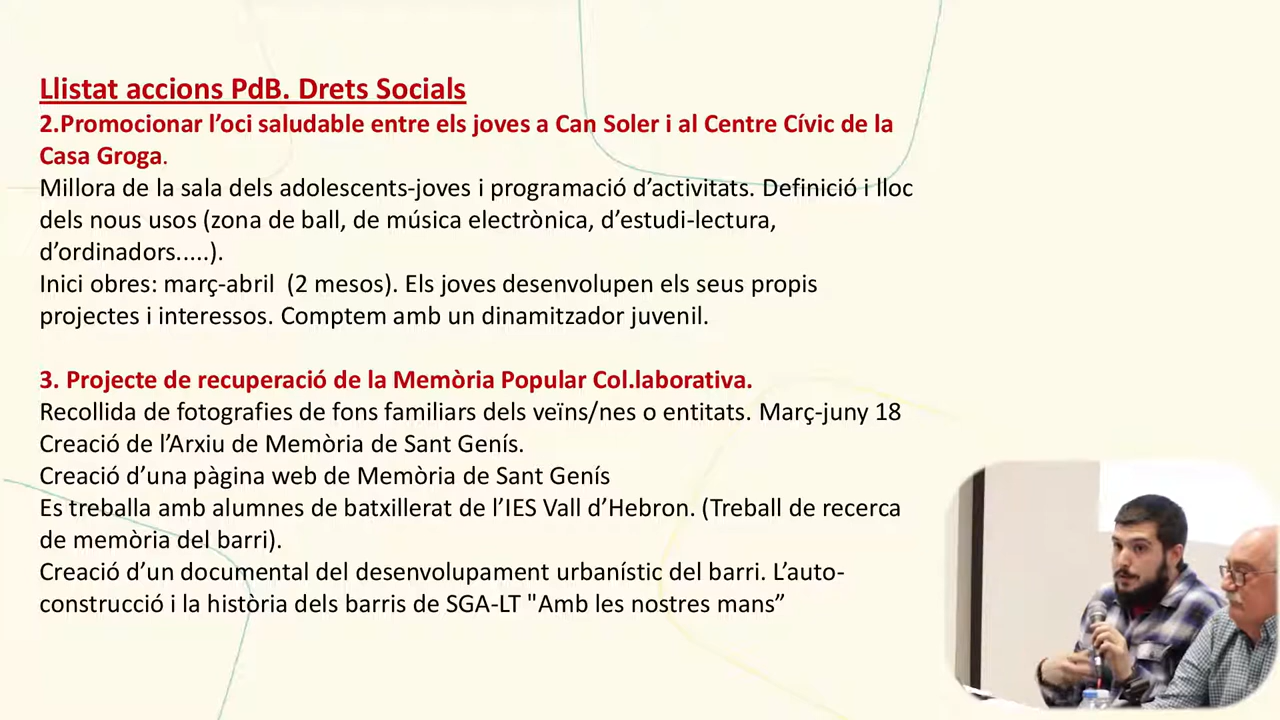 Llistat accions PdB. Drets Socials
2.Promocionar l’oci saludable entre els joves a Can Soler i al Centre Cívic de la
Casa Groga.
Millora de la sala dels adolescents-joves i programació d’activitats. Definició i lloc
dels nous usos (zona de ball, de música electrònica, d’estudi-lectura,
d’ordinadors.....).
Inici obres: març-abril  (2 mesos). Els joves desenvolupen els seus propis
projectes i interessos. Comptem amb un dinamitzador juvenil.
3. Projecte de recuperació de la Memòria Popular Col.laborativa.
Recollida de fotografies de fons familiars dels veïns/nes o entitats. Març-juny 18
Creació de l’Arxiu de Memòria de Sant Genís.
Creació d’una pàgina web de Memòria de Sant Genís
Es treballa amb alumnes de batxillerat de l’IES Vall d’Hebron. (Treball de recerca
de memòria del barri).
Creació d’un documental del desenvolupament urbanístic del barri. L’auto-
construcció i la història dels barris de SGA-LT "Amb les nostres mans”